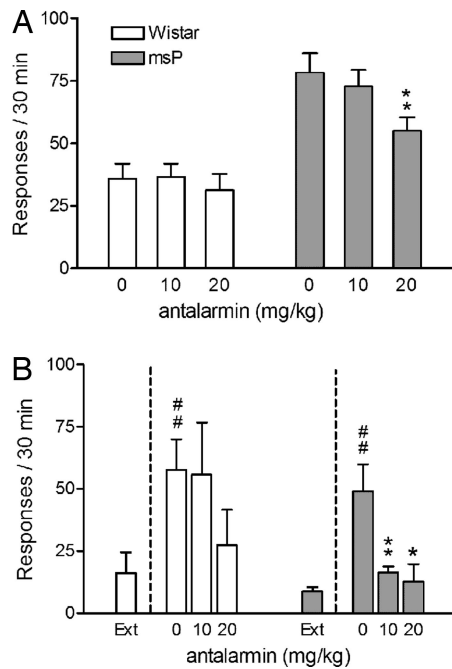 A
100
Wistar
msP
75
**
50
25
0
Responses / 30 min
0 10 20 0 10 20
antalarmin (mg/kg)
B
100
75
##
##
50
25
**
*
0
Responses / 30 min
Ext 0 10 20 Ext 0 10 20
antalarmin (mg/kg)